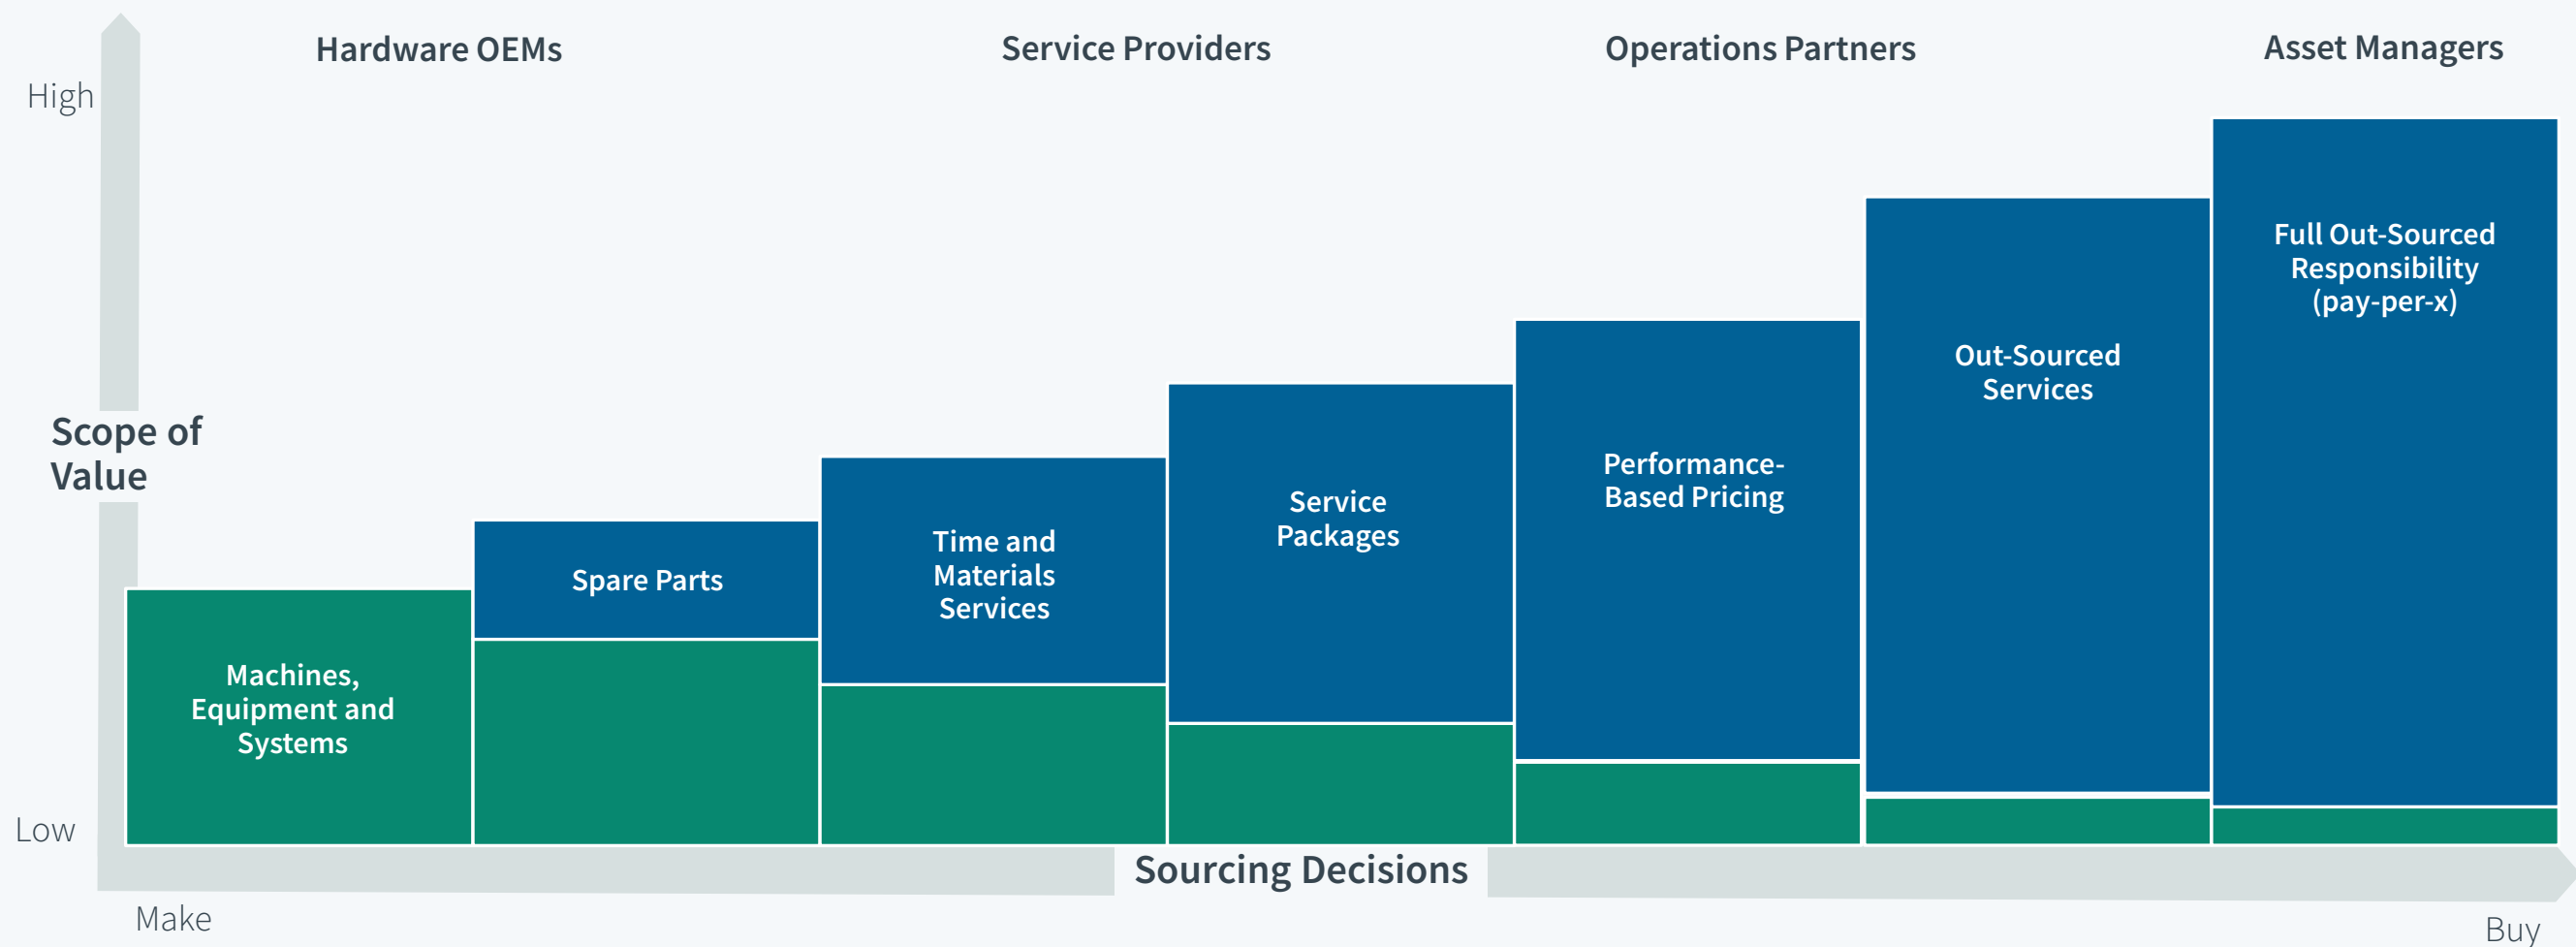 Hardware OEMs
Service Providers
Operations Partners
Asset Managers
High
Scope of
Value
Low
Machines,
Equipment and
Systems
Spare Parts
Time and
Materials
Services
Service
Packages
Performance-
Based Pricing
Out-Sourced
Services
Full Out-Sourced
Responsibility
(pay-per-x)
Sourcing Decisions
Make
Buy